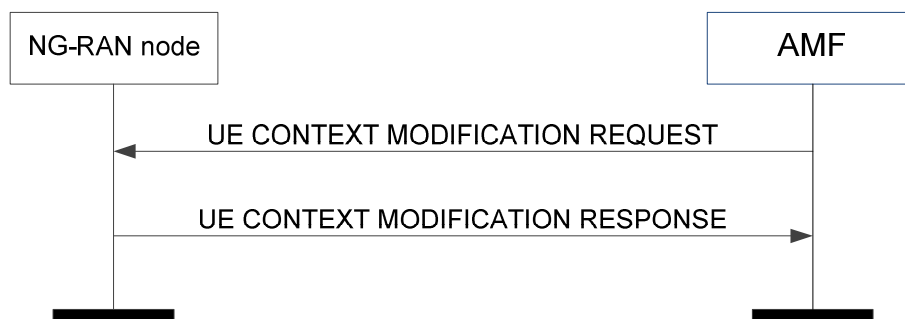 NG-RAN node
AMF
UE CONTEXT MODIFICATION REQUEST
UE CONTEXT MODIFICATION RESPONSE